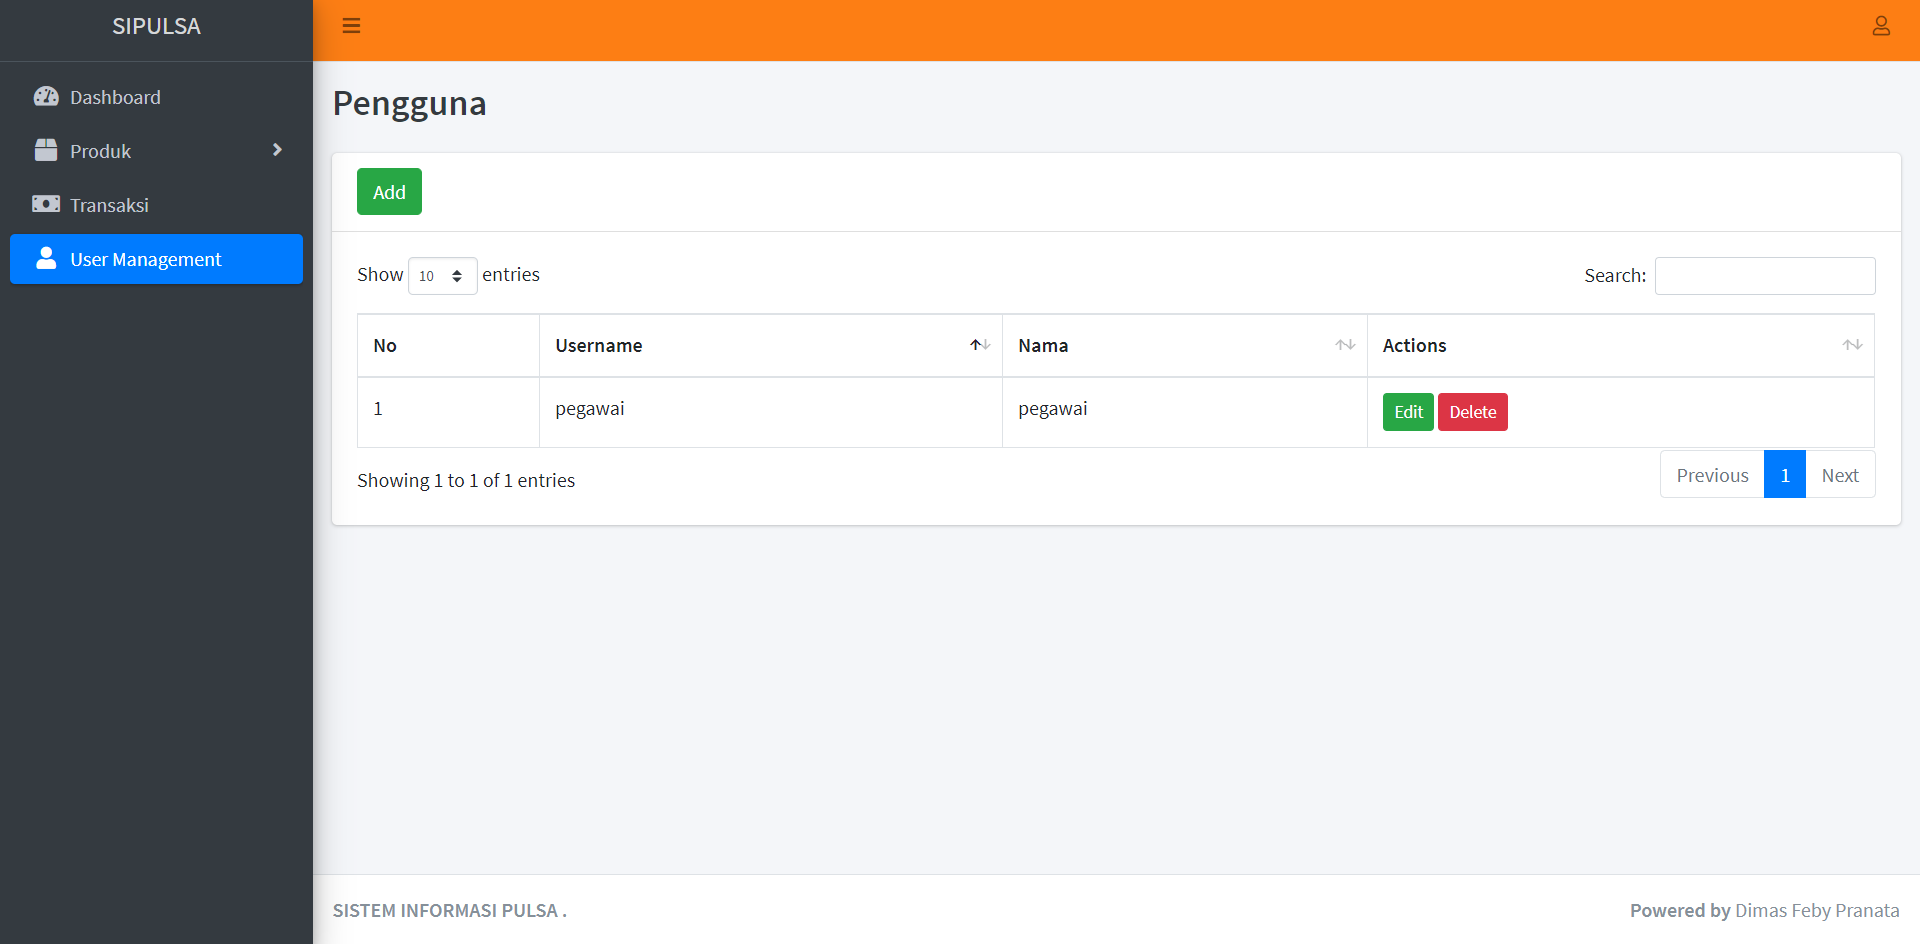 SIPULSA
Dashboard
Produk
Transaksi
User Management
Pengguna
Add
Show 10 entries
Search:
No Username Nama Actions
1 pegawai pegawai Edit Delete
Showing 1 to 1 of 1 entries
Previous 1 Next
SISTEM INFORMASI PULSA .
Powered by Dimas Feby Pranata